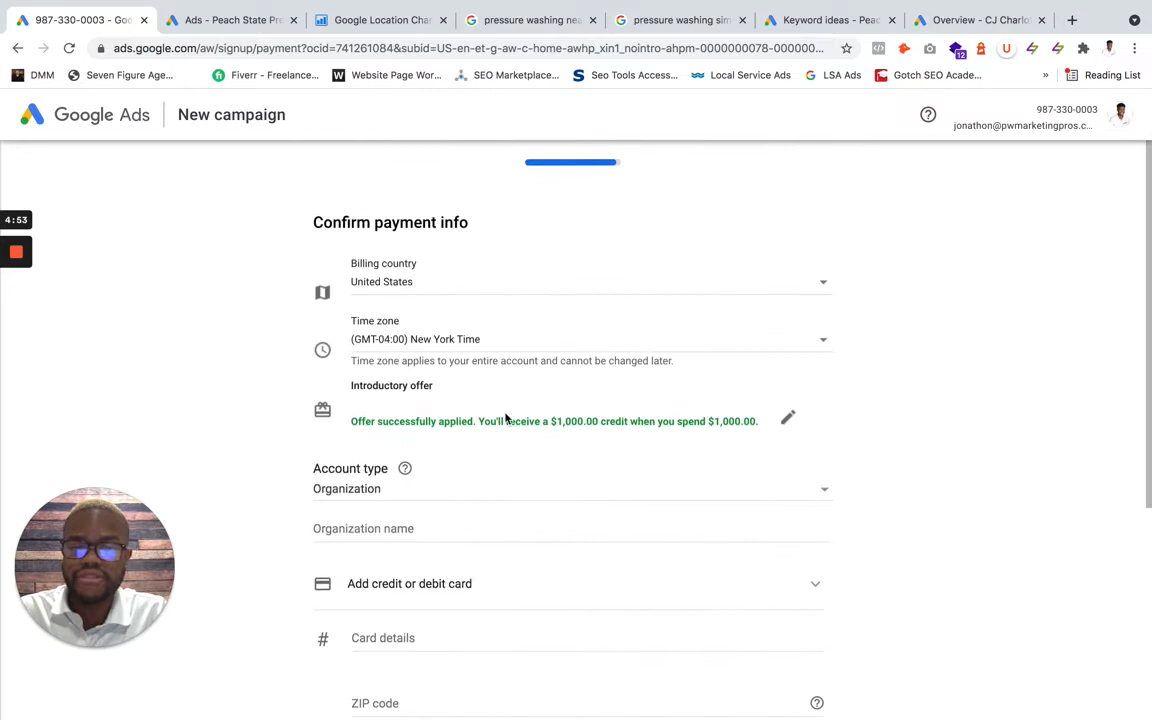 987-330-0003 - Goo
Ads - Peach State Pre
Google Location Chan
pressure washing nea
pressure washing sim
Keyword ideas - Peac
Overview - CJ Charlo
ads.google.com/aw/signup/payment?ocid=741261084&subid=US-en-et-g-aw-c-home-awhp_xin1_nointro-ahpm-0000000078-000000...
12
U
DMM
Seven Figure Age...
Fiverr - Freelance...
Website Page Wor...
SEO Marketplace...
Seo Tools Access...
Local Service Ads
LSA Ads
Gotch SEO Acade...
»
Reading List
Google Ads
New campaign
987-330-0003
jonathon@pwmarketingpros.c...
4:53
Confirm payment info
Billing country
United States
Time zone
(GMT-04:00) New York Time
Time zone applies to your entire account and cannot be changed later.
Introductory offer
Offer successfully applied. You'll receive a $1,000.00 credit when you spend $1,000.00.
Account type
Organization
Organization name
Add credit or debit card
# Card details
ZIP code